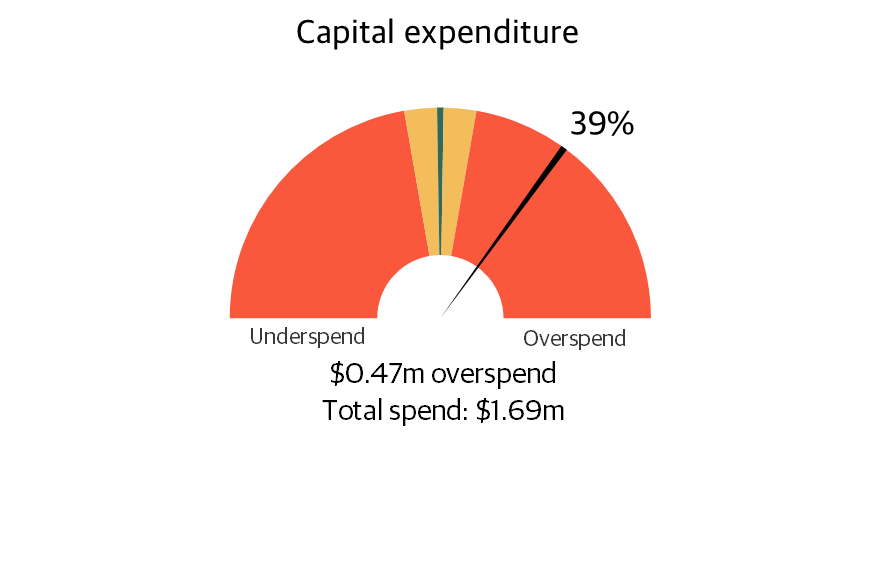 Capital expenditure
39%
Underspend
Overspend
$0.47m overspend
Total spend: $1.69m